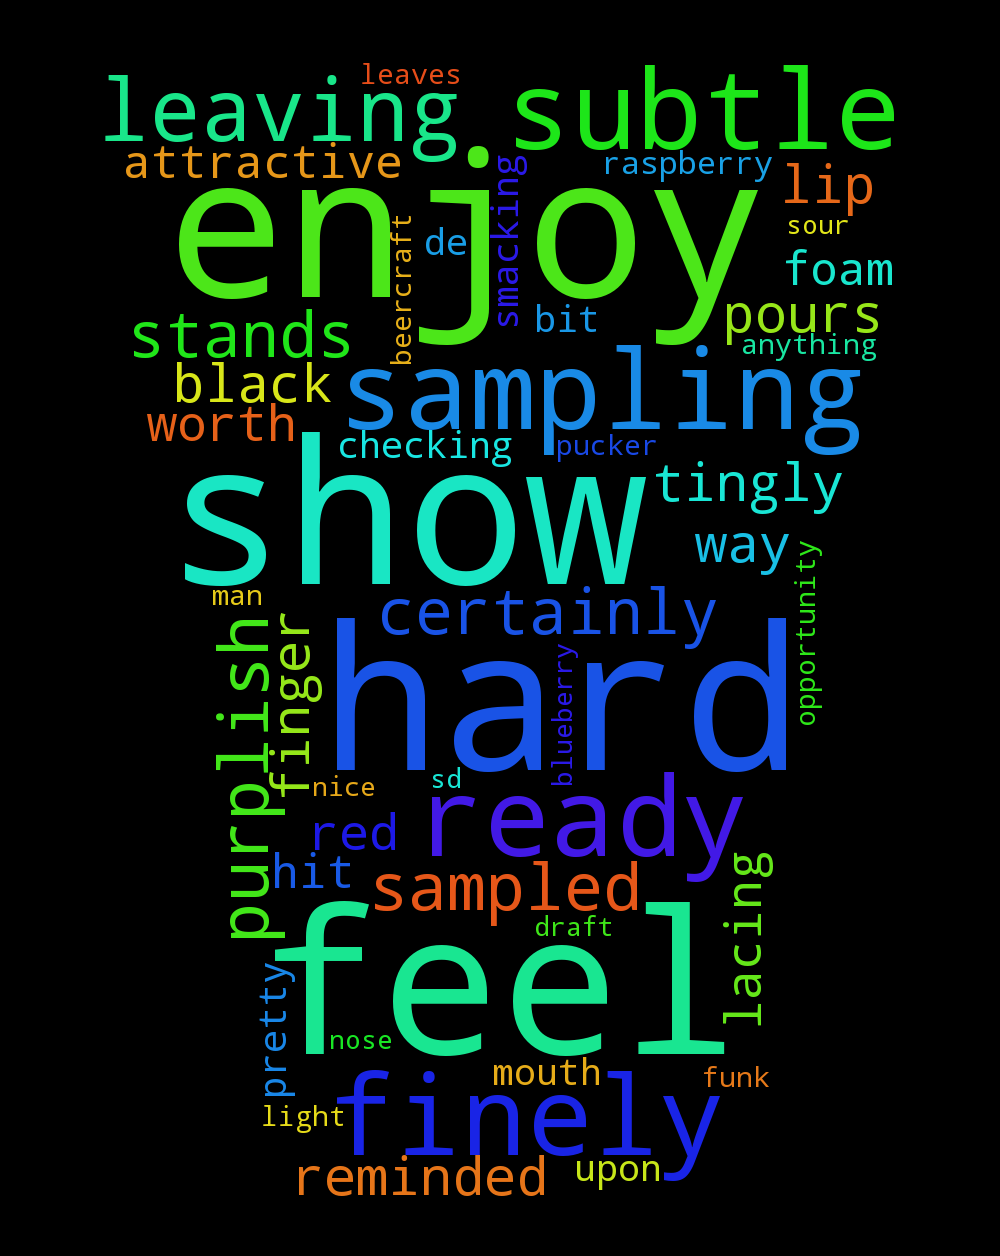 leaves
leaving
subtle
attractive
raspberry
lip
enjoy
smacking
sour
beercraft
de
foam
bit
pours
stands
anything
black
sampling
worth
checking
pucker
show
tingly
way
man
certainly
opportunity
purplish
finger
hard
blueberry
nice
sd
ready
red
hit
sampled
lacing
draft
feel
pretty
nose
mouth
funk
light
finely
reminded
upon